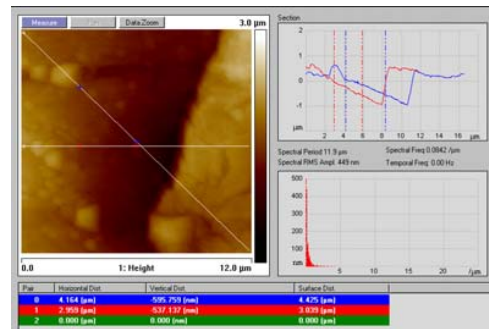 Measure Data Zoom 3.0 µm
0.0 1: Height 12.0 µm
Section
2
1
0
-1
µm
2 4 6 8 10 12 14 16 µm
Spectral Period 11.9 µm Spectral Freq 0.0842 /µm
Spectral RMS Ampl. 449 nm Temporal Freq 0.00 Hz
500
400
300
200
100
nm
5 10 15 20 /µm
Pair Horizontal Dist. Vertical Dist. Surface Dist.
0 4.164 (µm) -595.759 (nm) 4.425 (µm)
1 2.959 (µm) -537.137 (nm) 3.039 (µm)
2 0.000 (µm) 0.000 (nm) 0.000 (µm)